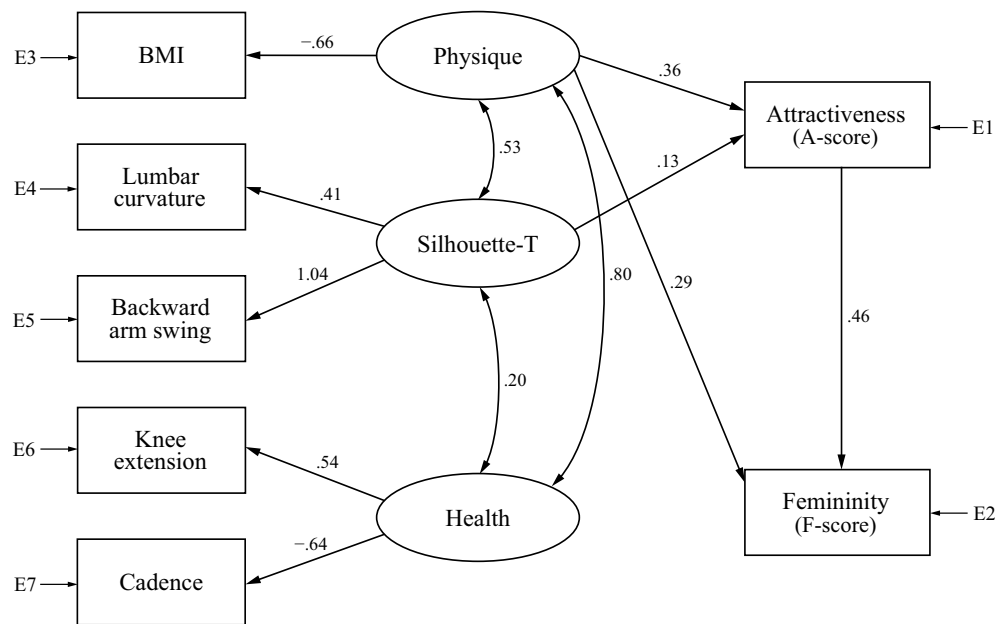 E3
BMI
−.66
Physique
.36
Attractiveness
(A-score)
E1
.53
.13
E4
Lumbar
curvature
.41
Silhouette-T
.80
.29
1.04
E5
Backward
arm swing
.46
.20
E6
Knee
extension
.54
Health
Femininity
(F-score)
E2
−.64
E7
Cadence